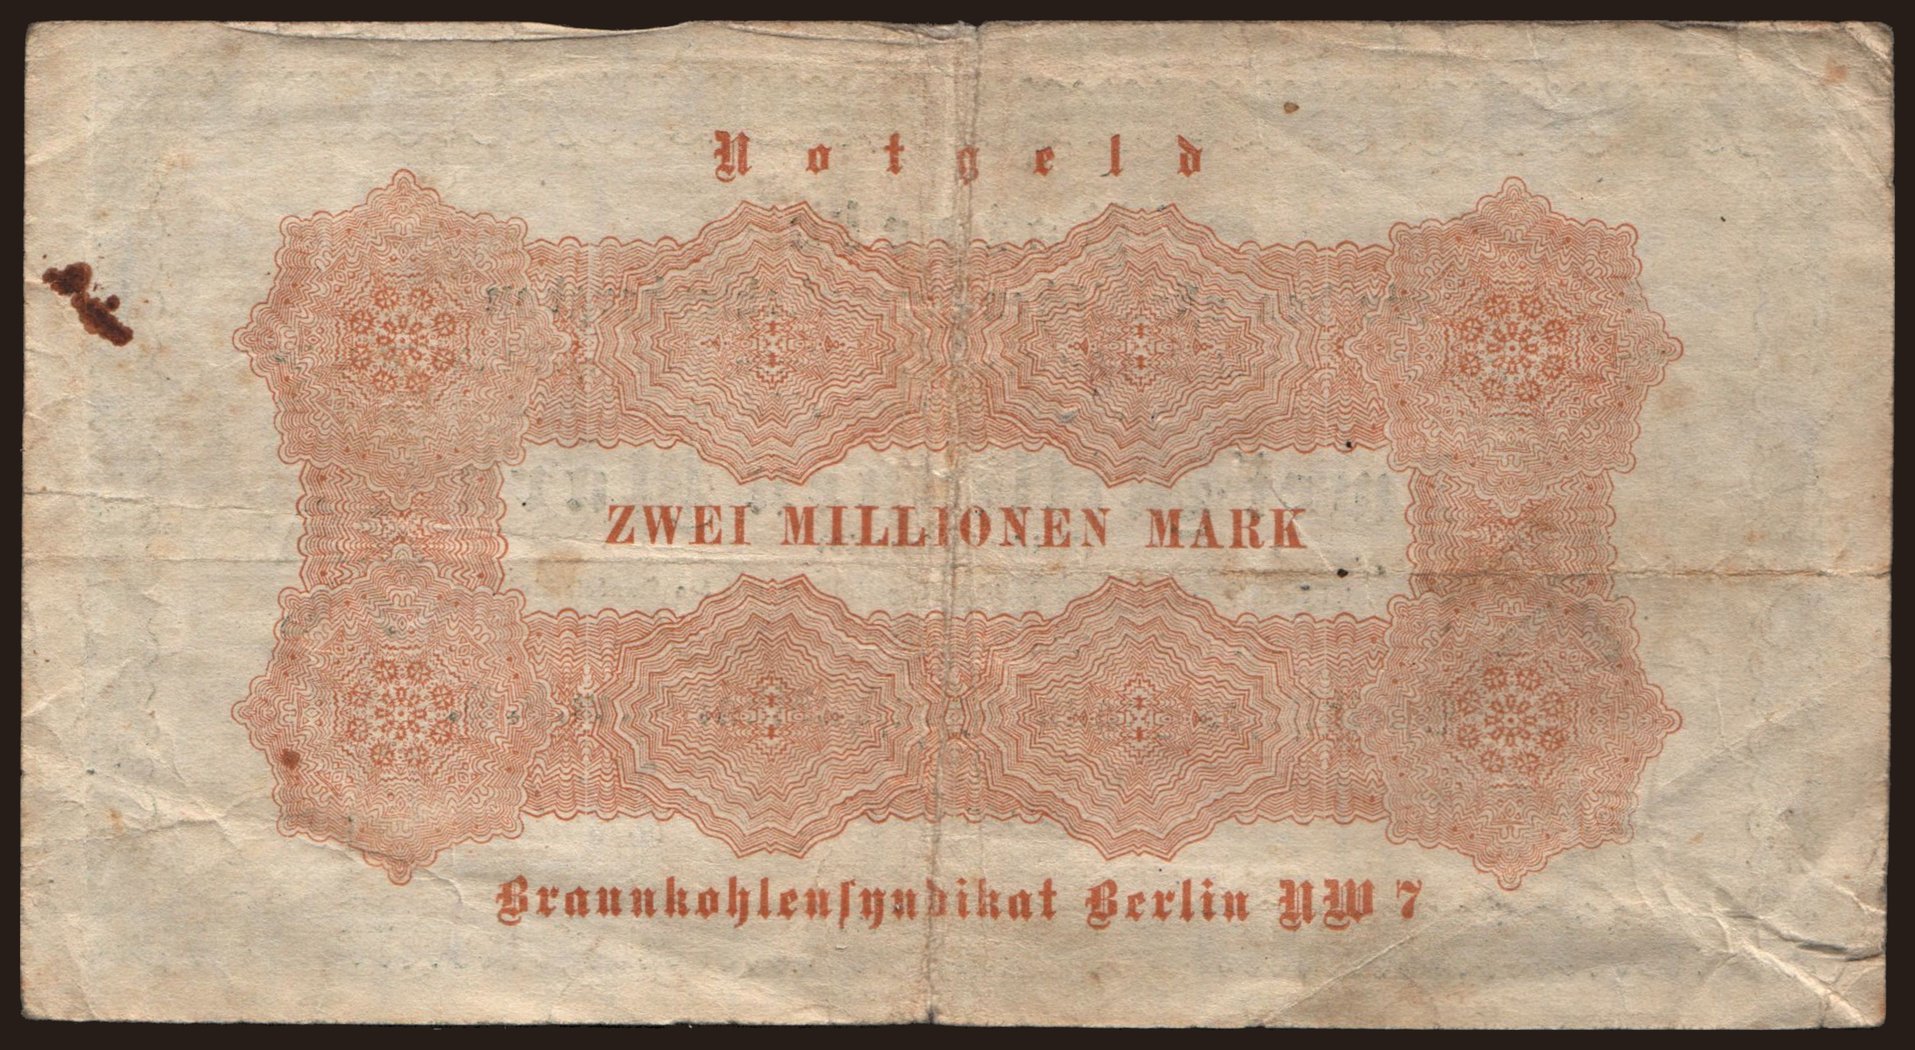 Notgeld
ZWEI MILLIONEN MARK
Braunkohlenſyndikat Berlin NW 7